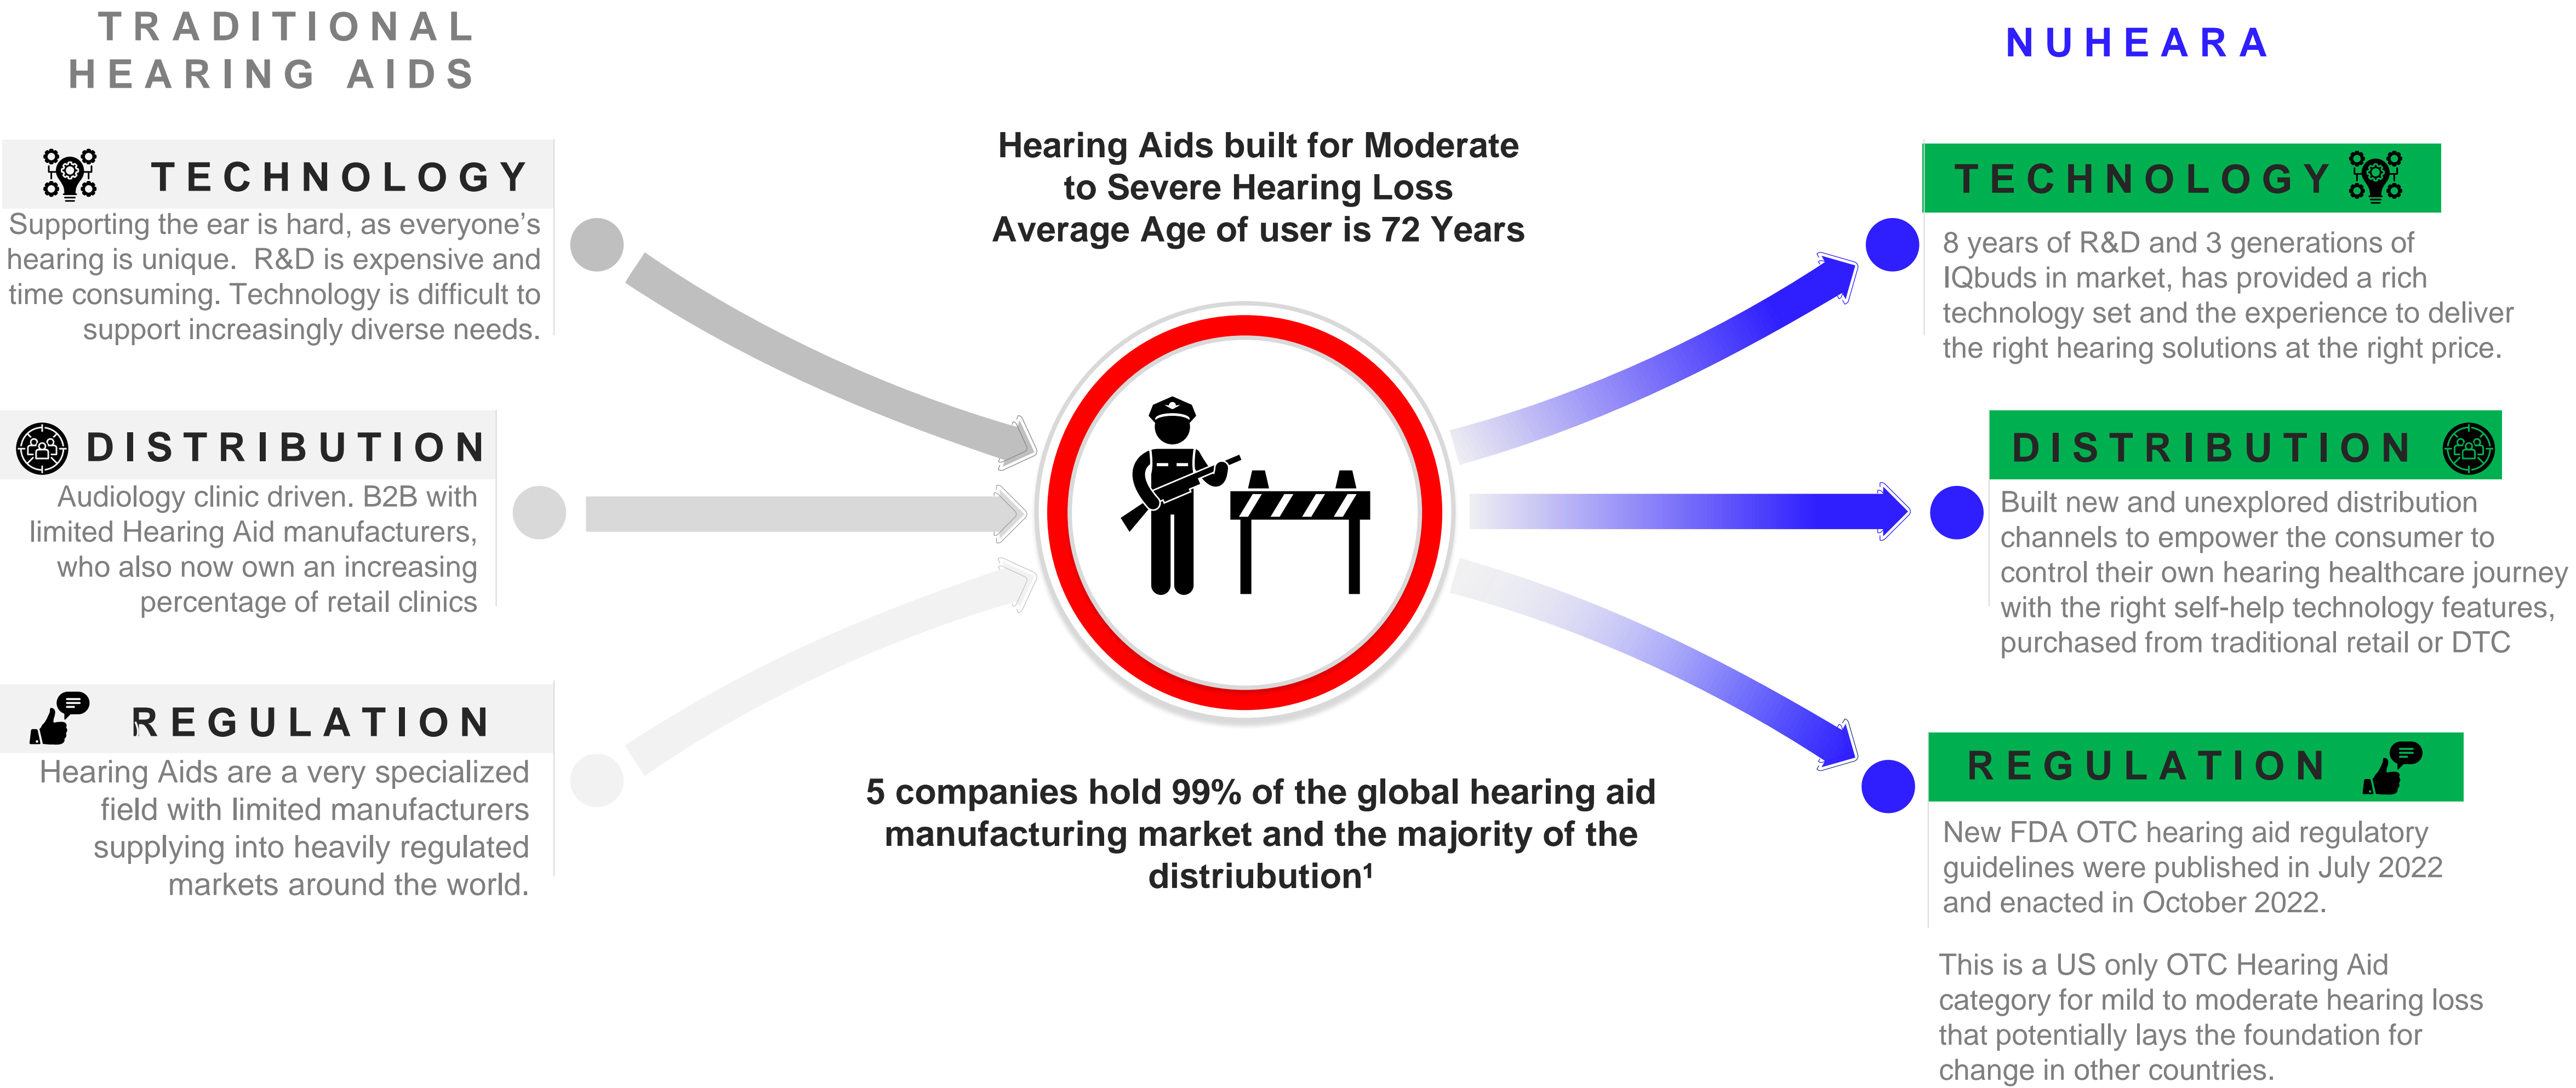 TRADITIONAL
HEARING AIDS
TECHNOLOGY
Supporting the ear is hard, as everyone’s
hearing is unique.  R&D is expensive and
time consuming. Technology is difficult to
support increasingly diverse needs.
DISTRIBUTION
Audiology clinic driven. B2B with
limited Hearing Aid manufacturers,
who also now own an increasing
percentage of retail clinics
REGULATION
Hearing Aids are a very specialized
field with limited manufacturers
supplying into heavily regulated
markets around the world.
Hearing Aids built for Moderate
to Severe Hearing Loss
Average Age of user is 72 Years
5 companies hold 99% of the global hearing aid
manufacturing market and the majority of the
distriubution¹
NUHEARA
TECHNOLOGY
8 years of R&D and 3 generations of
IQbuds in market, has provided a rich
technology set and the experience to deliver
the right hearing solutions at the right price.
DISTRIBUTION
Built new and unexplored distribution
channels to empower the consumer to
control their own hearing healthcare journey
with the right self-help technology features,
purchased from traditional retail or DTC
REGULATION
New FDA OTC hearing aid regulatory
guidelines were published in July 2022
and enacted in October 2022.
This is a US only OTC Hearing Aid
category for mild to moderate hearing loss
that potentially lays the foundation for
change in other countries.